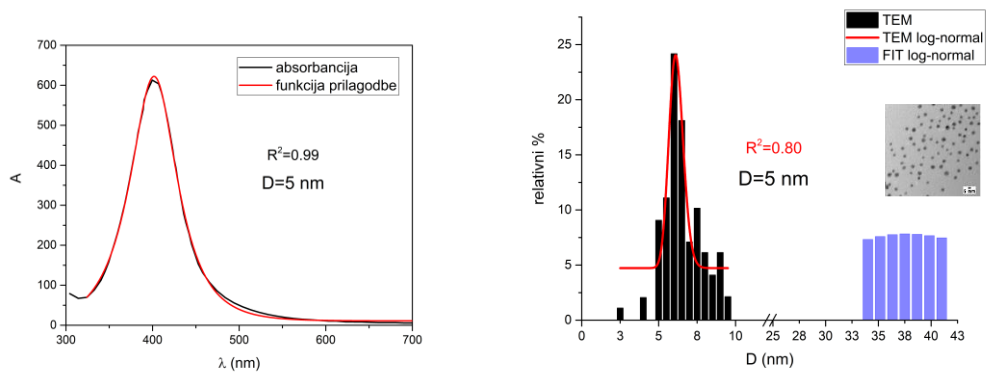 700
600
500
400
300
200
100
0
A
absorbancija
funkcija prilagodbe
R²=0.99
D=5 nm
300 400 500 600 700
λ (nm)
TEM
TEM log-normal
FIT log-normal
25
20
15
10
5
0
relativni %
R²=0.80
D=5 nm
5 nm
0 3 5 8 10 25 28 30 33 35 38 40 43
D (nm)